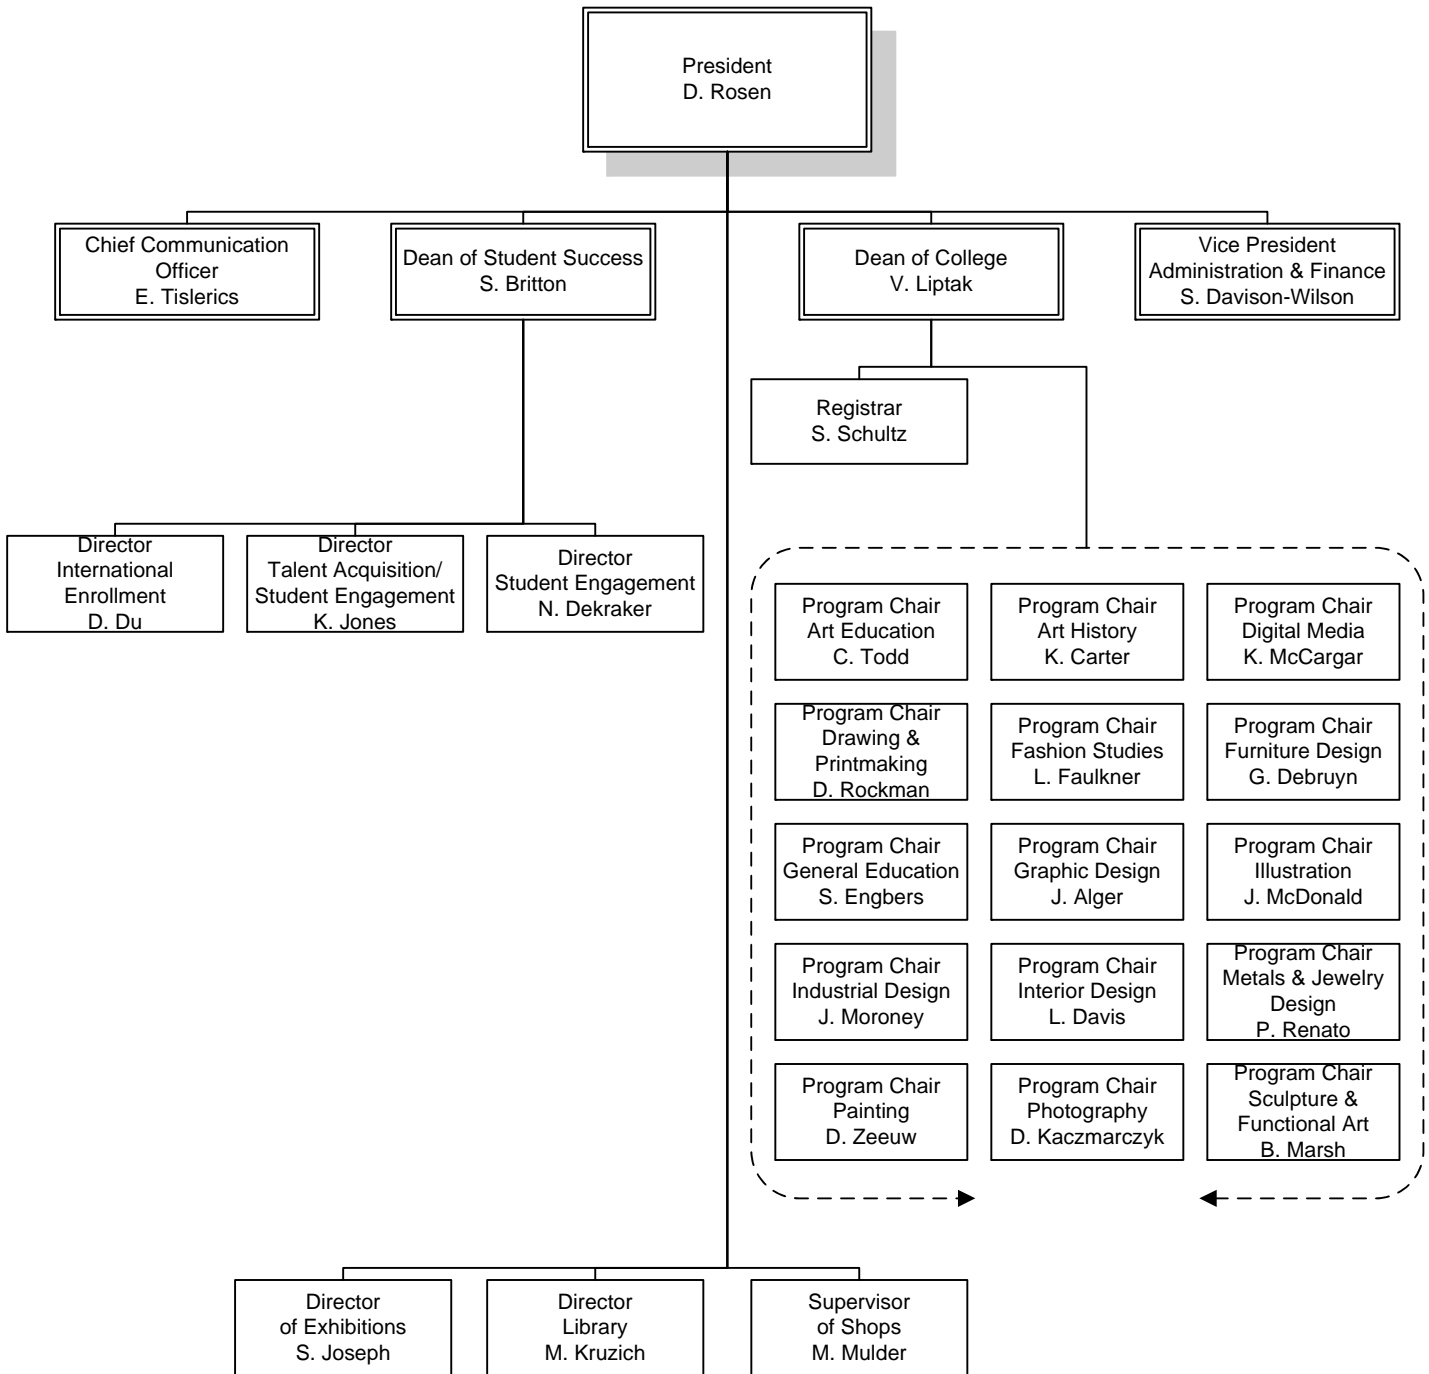 President
D. Rosen
Chief Communication
Officer
E. Tislerics
Dean of Student Success
S. Britton
Dean of College
V. Liptak
Vice President
Administration & Finance
S. Davison-Wilson
Registrar
S. Schultz
Director
International
Enrollment
D. Du
Director
Talent Acquisition/
Student Engagement
K. Jones
Director
Student Engagement
N. Dekraker
Program Chair
Art Education
C. Todd
Program Chair
Art History
K. Carter
Program Chair
Digital Media
K. McCargar
Program Chair
Drawing &
Printmaking
D. Rockman
Program Chair
Fashion Studies
L. Faulkner
Program Chair
Furniture Design
G. Debruyn
Program Chair
General Education
S. Engbers
Program Chair
Graphic Design
J. Alger
Program Chair
Illustration
J. McDonald
Program Chair
Industrial Design
J. Moroney
Program Chair
Interior Design
L. Davis
Program Chair
Metals & Jewelry
Design
P. Renato
Program Chair
Painting
D. Zeeuw
Program Chair
Photography
D. Kaczmarczyk
Program Chair
Sculpture &
Functional Art
B. Marsh
Director
of Exhibitions
S. Joseph
Director
Library
M. Kruzich
Supervisor
of Shops
M. Mulder